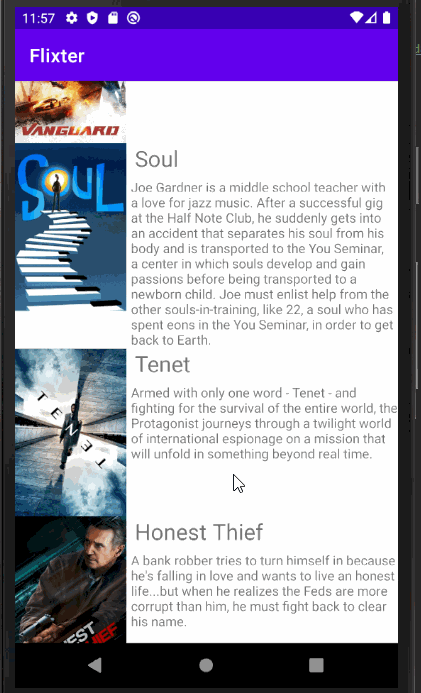 11:57
Flixter
VANGUARD
SOUL
Soul
Joe Gardner is a middle school teacher with
a love for jazz music. After a successful gig
at the Half Note Club, he suddenly gets into
an accident that separates his soul from his
body and is transported to the You Seminar,
a center in which souls develop and gain
passions before being transported to a
newborn child. Joe must enlist help from the
other souls-in-training, like 22, a soul who has
spent eons in the You Seminar, in order to get
back to Earth.
TENET
Tenet
Armed with only one word - Tenet - and
fighting for the survival of the entire world, the
Protagonist journeys through a twilight world
of international espionage on a mission that
will unfold in something beyond real time.
Honest Thief
A bank robber tries to turn himself in because
he's falling in love and wants to live an honest
life...but when he realizes the Feds are more
corrupt than him, he must fight back to clear
his name.